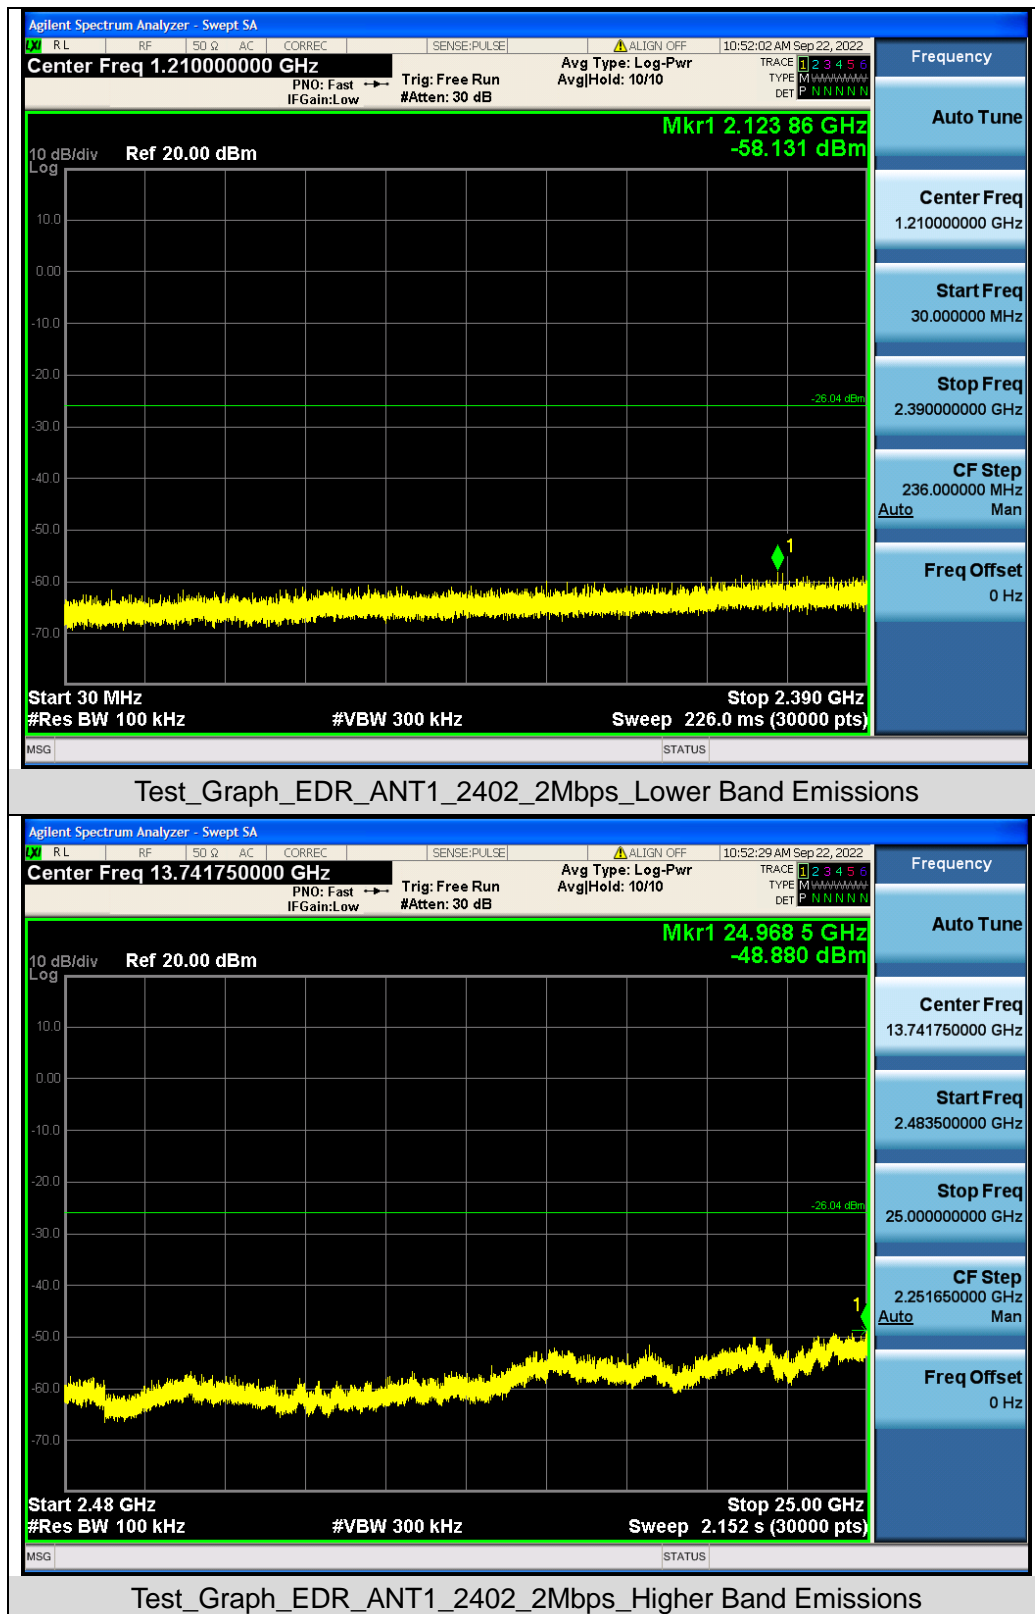 Agilent Spectrum Analyzer - Swept SA
LXI RL RF 50 Ω AC CORREC SENSE:PULSE ALIGN OFF 10:52:02 AM Sep 22, 2022
Center Freq 1.210000000 GHz
PNO: Fast
IFGain:Low
Trig: Free Run
#Atten: 30 dB
Avg Type: Log-Pwr
Avg|Hold: 10/10
TRACE 1 2 3 4 5 6
TYPE M
DET P N N N N N
Mkr1 2.123 86 GHz
-58.131 dBm
10 dB/div Ref 20.00 dBm
Log
10.0
0.00
-10.0
-20.0
-26.04 dBm
-30.0
-40.0
-50.0
1
-60.0
-70.0
Start 30 MHz Stop 2.390 GHz
#Res BW 100 kHz #VBW 300 kHz Sweep 226.0 ms (30000 pts)
MSG STATUS
Frequency
Auto Tune
Center Freq
1.210000000 GHz
Start Freq
30.000000 MHz
Stop Freq
2.390000000 GHz
CF Step
236.000000 MHz
Auto Man
Freq Offset
0 Hz
Test_Graph_EDR_ANT1_2402_2Mbps_Lower Band Emissions
Agilent Spectrum Analyzer - Swept SA
LXI RL RF 50 Ω AC CORREC SENSE:PULSE ALIGN OFF 10:52:29 AM Sep 22, 2022
Center Freq 13.741750000 GHz
PNO: Fast
IFGain:Low
Trig: Free Run
#Atten: 30 dB
Avg Type: Log-Pwr
Avg|Hold: 10/10
TRACE 1 2 3 4 5 6
TYPE M
DET P N N N N N
Mkr1 24.968 5 GHz
-48.880 dBm
10 dB/div Ref 20.00 dBm
Log
10.0
0.00
-10.0
-20.0
-26.04 dBm
-30.0
-40.0
1
-50.0
-60.0
-70.0
Start 2.48 GHz Stop 25.00 GHz
#Res BW 100 kHz #VBW 300 kHz Sweep 2.152 s (30000 pts)
MSG STATUS
Frequency
Auto Tune
Center Freq
13.741750000 GHz
Start Freq
2.483500000 GHz
Stop Freq
25.000000000 GHz
CF Step
2.251650000 GHz
Auto Man
Freq Offset
0 Hz
Test_Graph_EDR_ANT1_2402_2Mbps_Higher Band Emissions